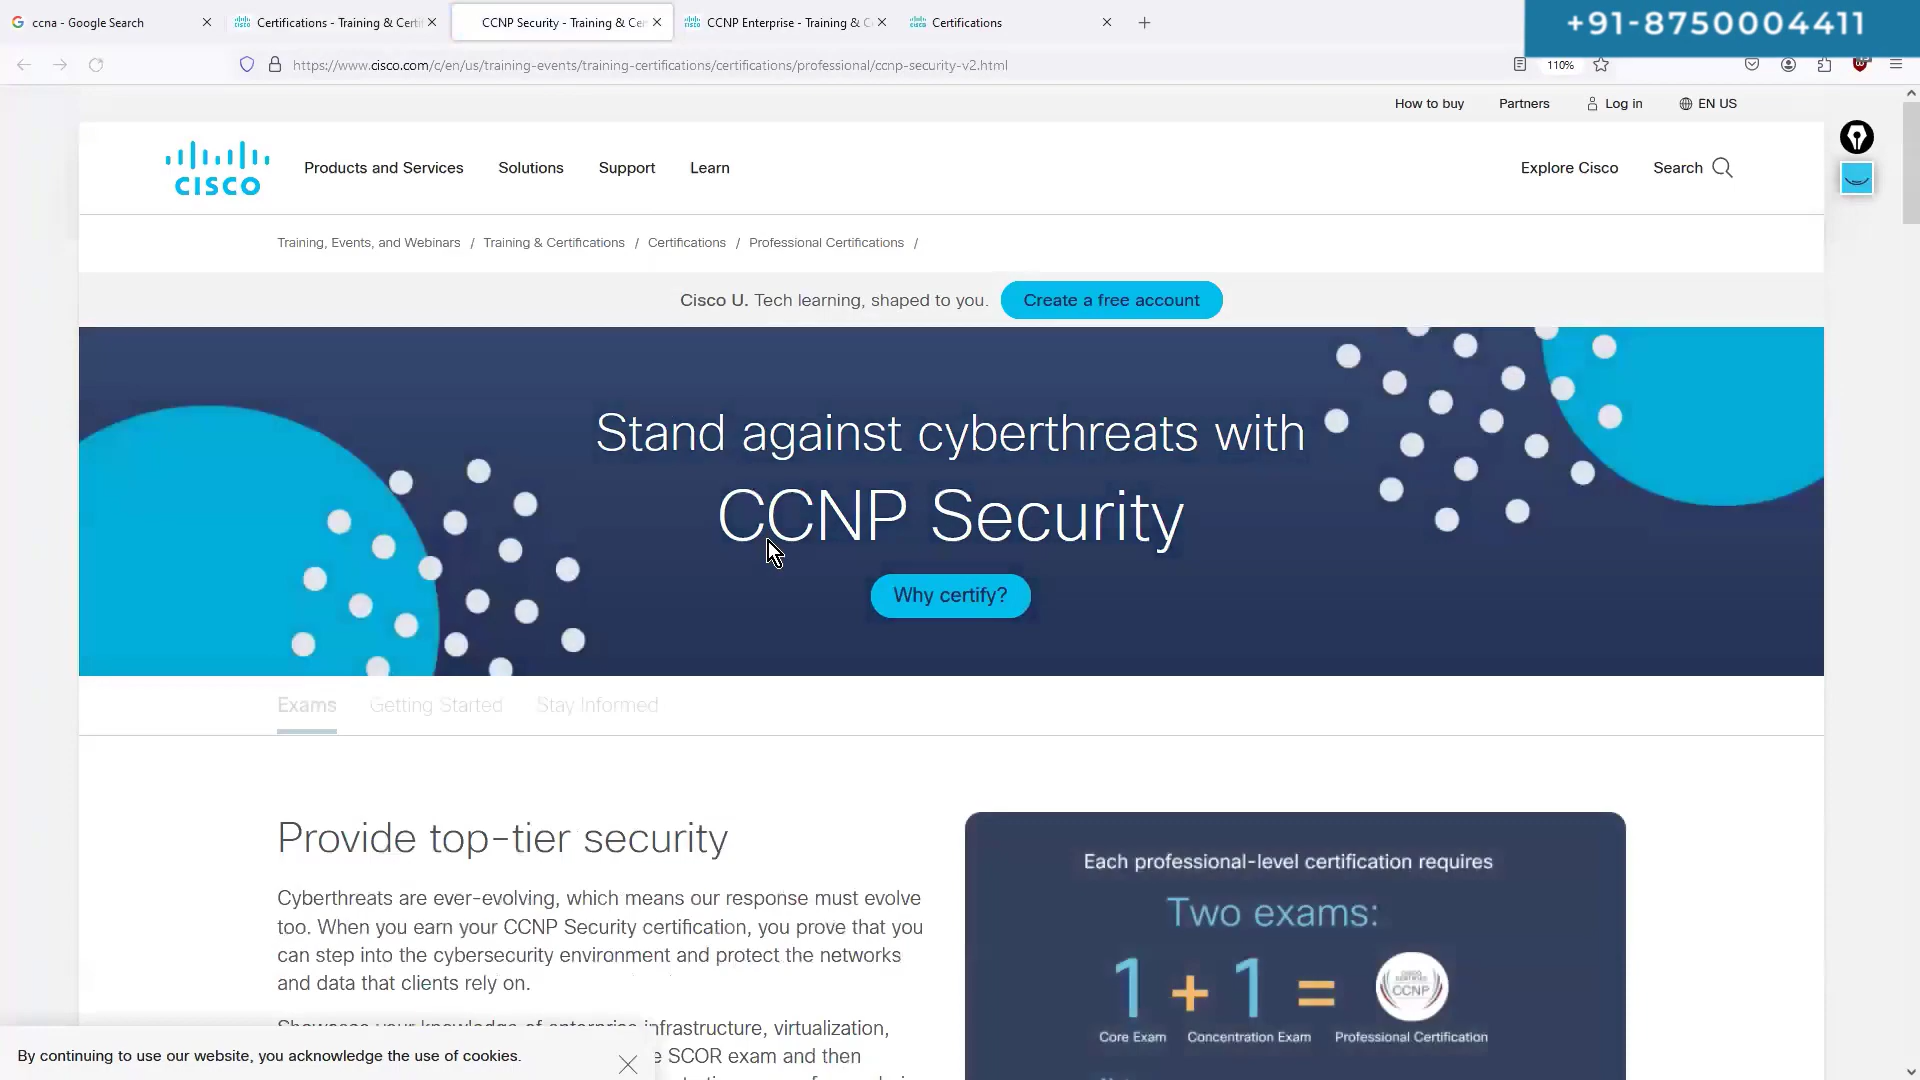 ccna - Google Search
Certifications - Training & Certi
CCNP Security - Training & Cer
CCNP Enterprise - Training & C
Certifications
+91-8750004411
https://www.cisco.com/c/en/us/training-events/training-certifications/certifications/professional/ccnp-security-v2.html
110%
How to buy
Partners
Log in
EN US
CISCO
Products and Services
Solutions
Support
Learn
Explore Cisco
Search
Training, Events, and Webinars / Training & Certifications / Certifications / Professional Certifications /
Cisco U. Tech learning, shaped to you.
Create a free account
Stand against cyberthreats with
CCNP Security
Why certify?
Exams
Getting Started
Stay Informed
Provide top-tier security
Cyberthreats are ever-evolving, which means our response must evolve
too. When you earn your CCNP Security certification, you prove that you
can step into the cybersecurity environment and protect the networks
and data that clients rely on.
Showcase your knowledge of enterprise infrastructure, virtualization,
e SCOR exam and then
Each professional-level certification requires
Two exams:
1 + 1 =
CCNP
Core Exam
Concentration Exam
Professional Certification
By continuing to use our website, you acknowledge the use of cookies.